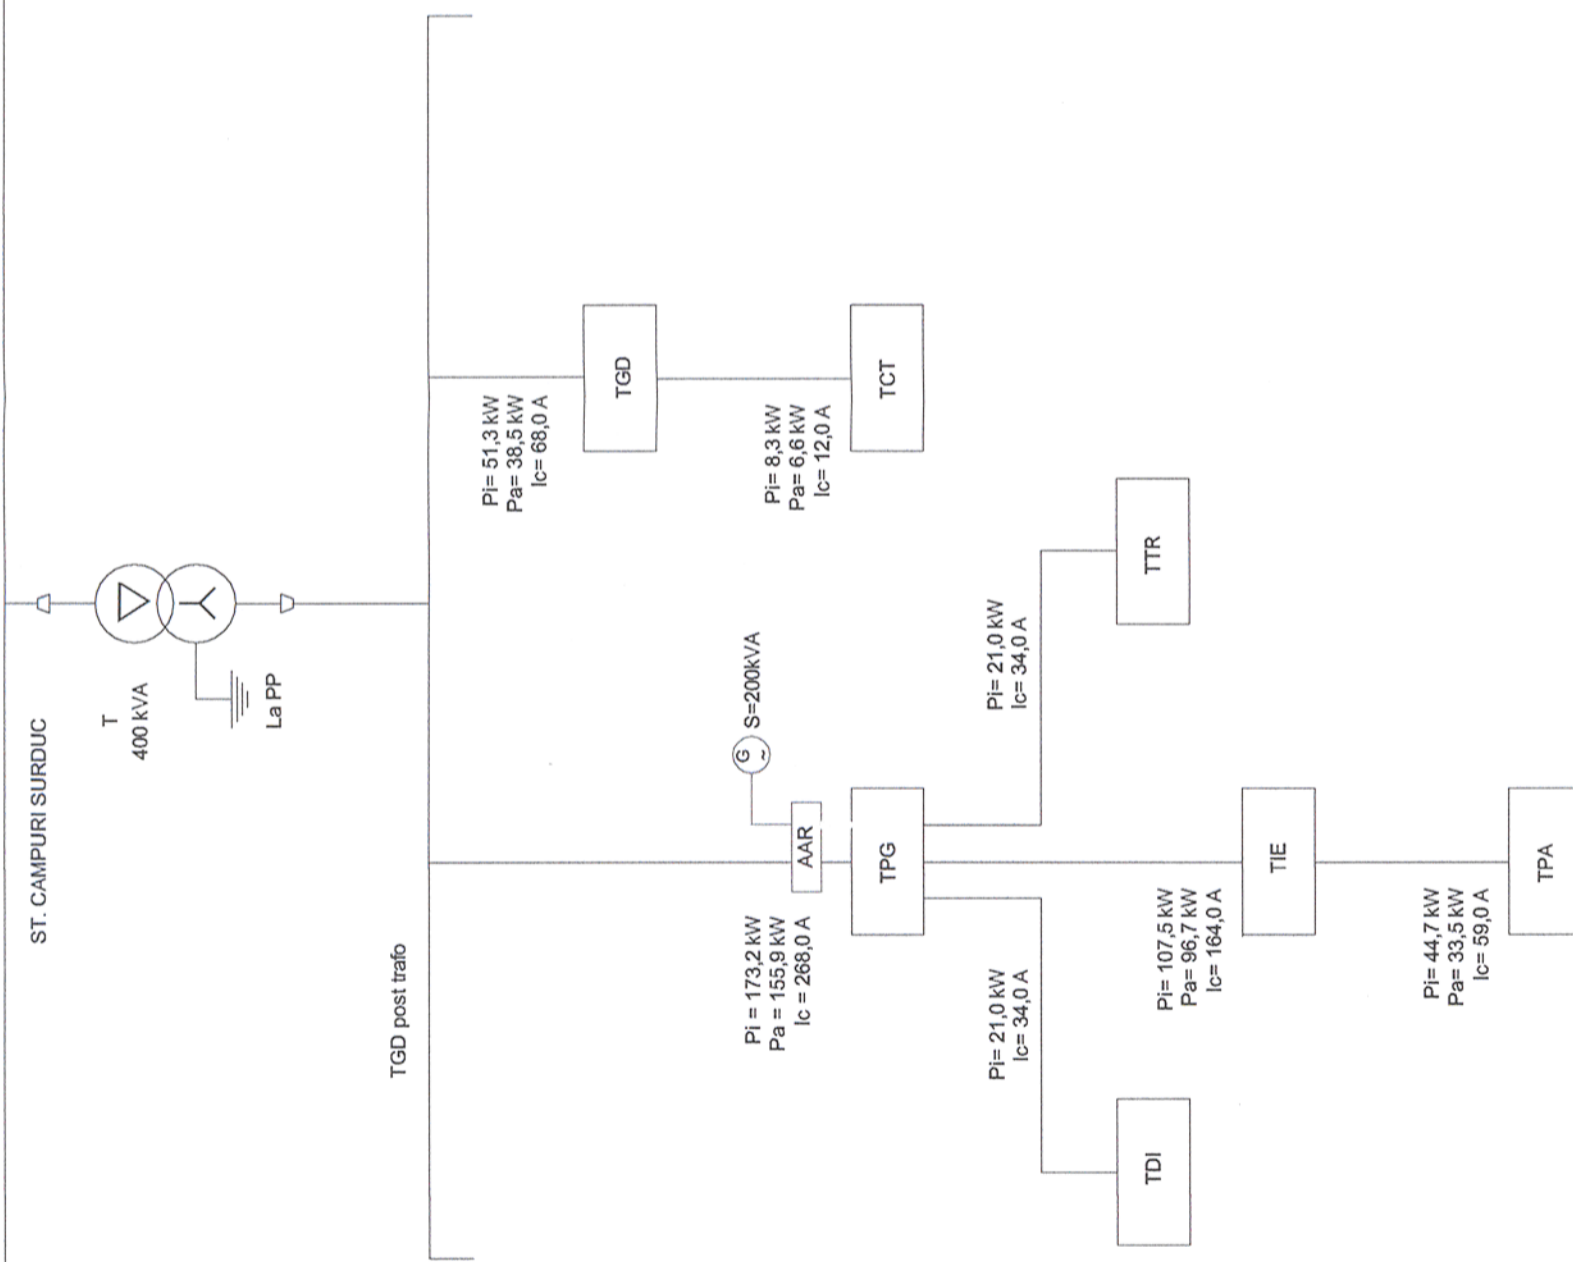 ST. CAMPURI SURDUC
T
400 kVA
La PP
TGD post trafo
Pi= 51,3 kW
Pa= 38,5 kW
Ic= 68,0 A
TGD
Pi= 8,3 kW
Pa= 6,6 kW
Ic= 12,0 A
TCT
G
~
S=200kVA
AAR
Pi = 173,2 kW
Pa = 155,9 kW
Ic = 268,0 A
TPG
Pi= 21,0 kW
Ic= 34,0 A
TTR
Pi= 21,0 kW
Ic= 34,0 A
TDI
Pi= 107,5 kW
Pa= 96,7 kW
Ic= 164,0 A
TIE
Pi= 44,7 kW
Pa= 33,5 kW
Ic= 59,0 A
TPA